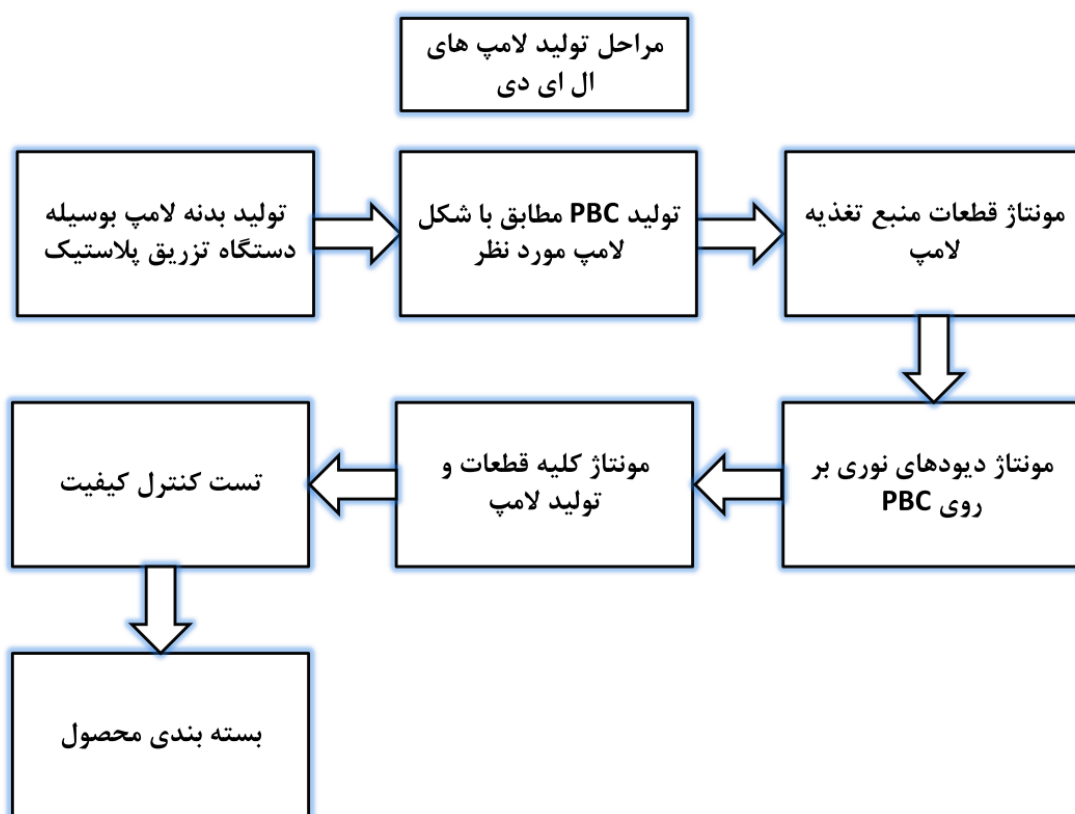 مراحل تولید لامپ های
ال ای دی
تولید بدنه لامپ بوسیله
دستگاه تزریق پلاستیک
تولید PBC مطابق با شکل
لامپ مورد نظر
مونتاژ قطعات منبع تغذیه
لامپ
مونتاژ دیودهای نوری بر
روی PBC
مونتاژ کلیه قطعات و
تولید لامپ
تست کنترل کیفیت
بسته بندی محصول